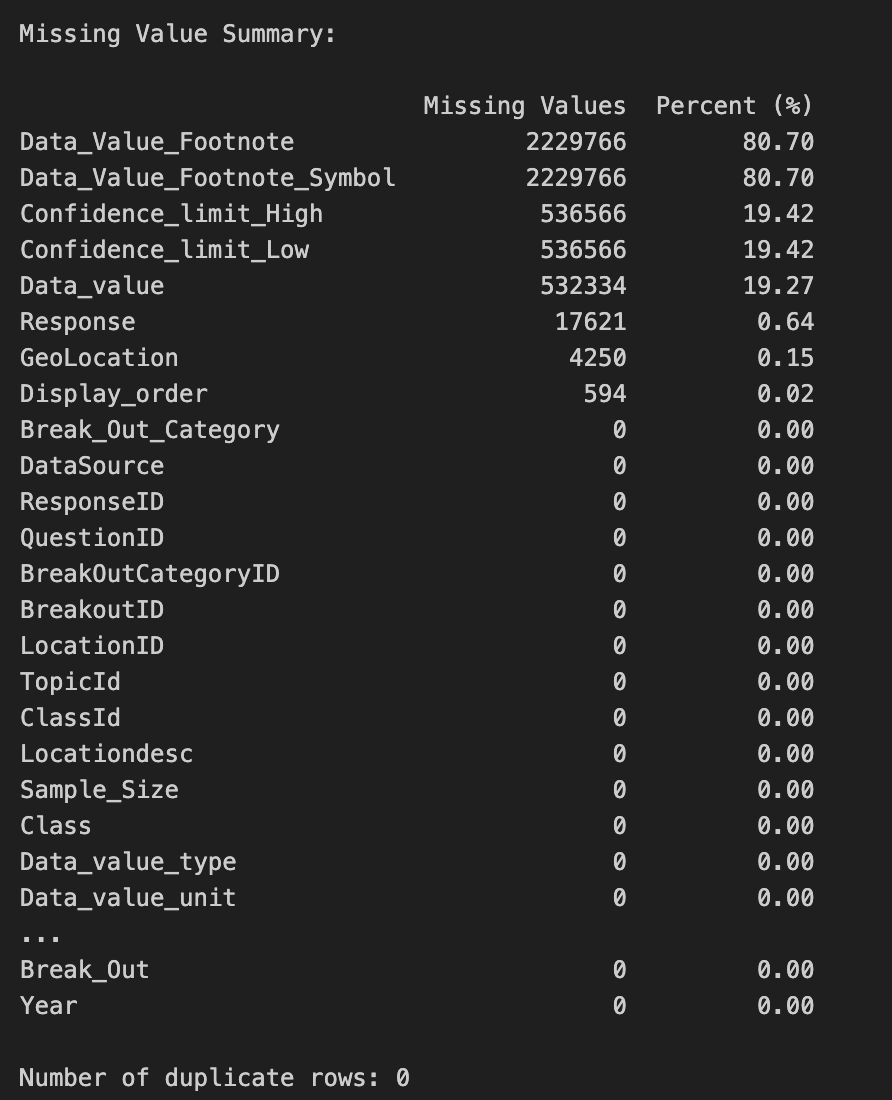 Missing Value Summary:
Missing Values  Percent (%)
Data_Value_Footnote  2229766  80.70
Data_Value_Footnote_Symbol  2229766  80.70
Confidence_limit_High  536566  19.42
Confidence_limit_Low  536566  19.42
Data_value  532334  19.27
Response  17621  0.64
GeoLocation  4250  0.15
Display_order  594  0.02
Break_Out_Category  0  0.00
DataSource  0  0.00
ResponseID  0  0.00
QuestionID  0  0.00
BreakOutCategoryID  0  0.00
BreakoutID  0  0.00
LocationID  0  0.00
TopicId  0  0.00
ClassId  0  0.00
Locationdesc  0  0.00
Sample_Size  0  0.00
Class  0  0.00
Data_value_type  0  0.00
Data_value_unit  0  0.00
...
Break_Out  0  0.00
Year  0  0.00
Number of duplicate rows: 0